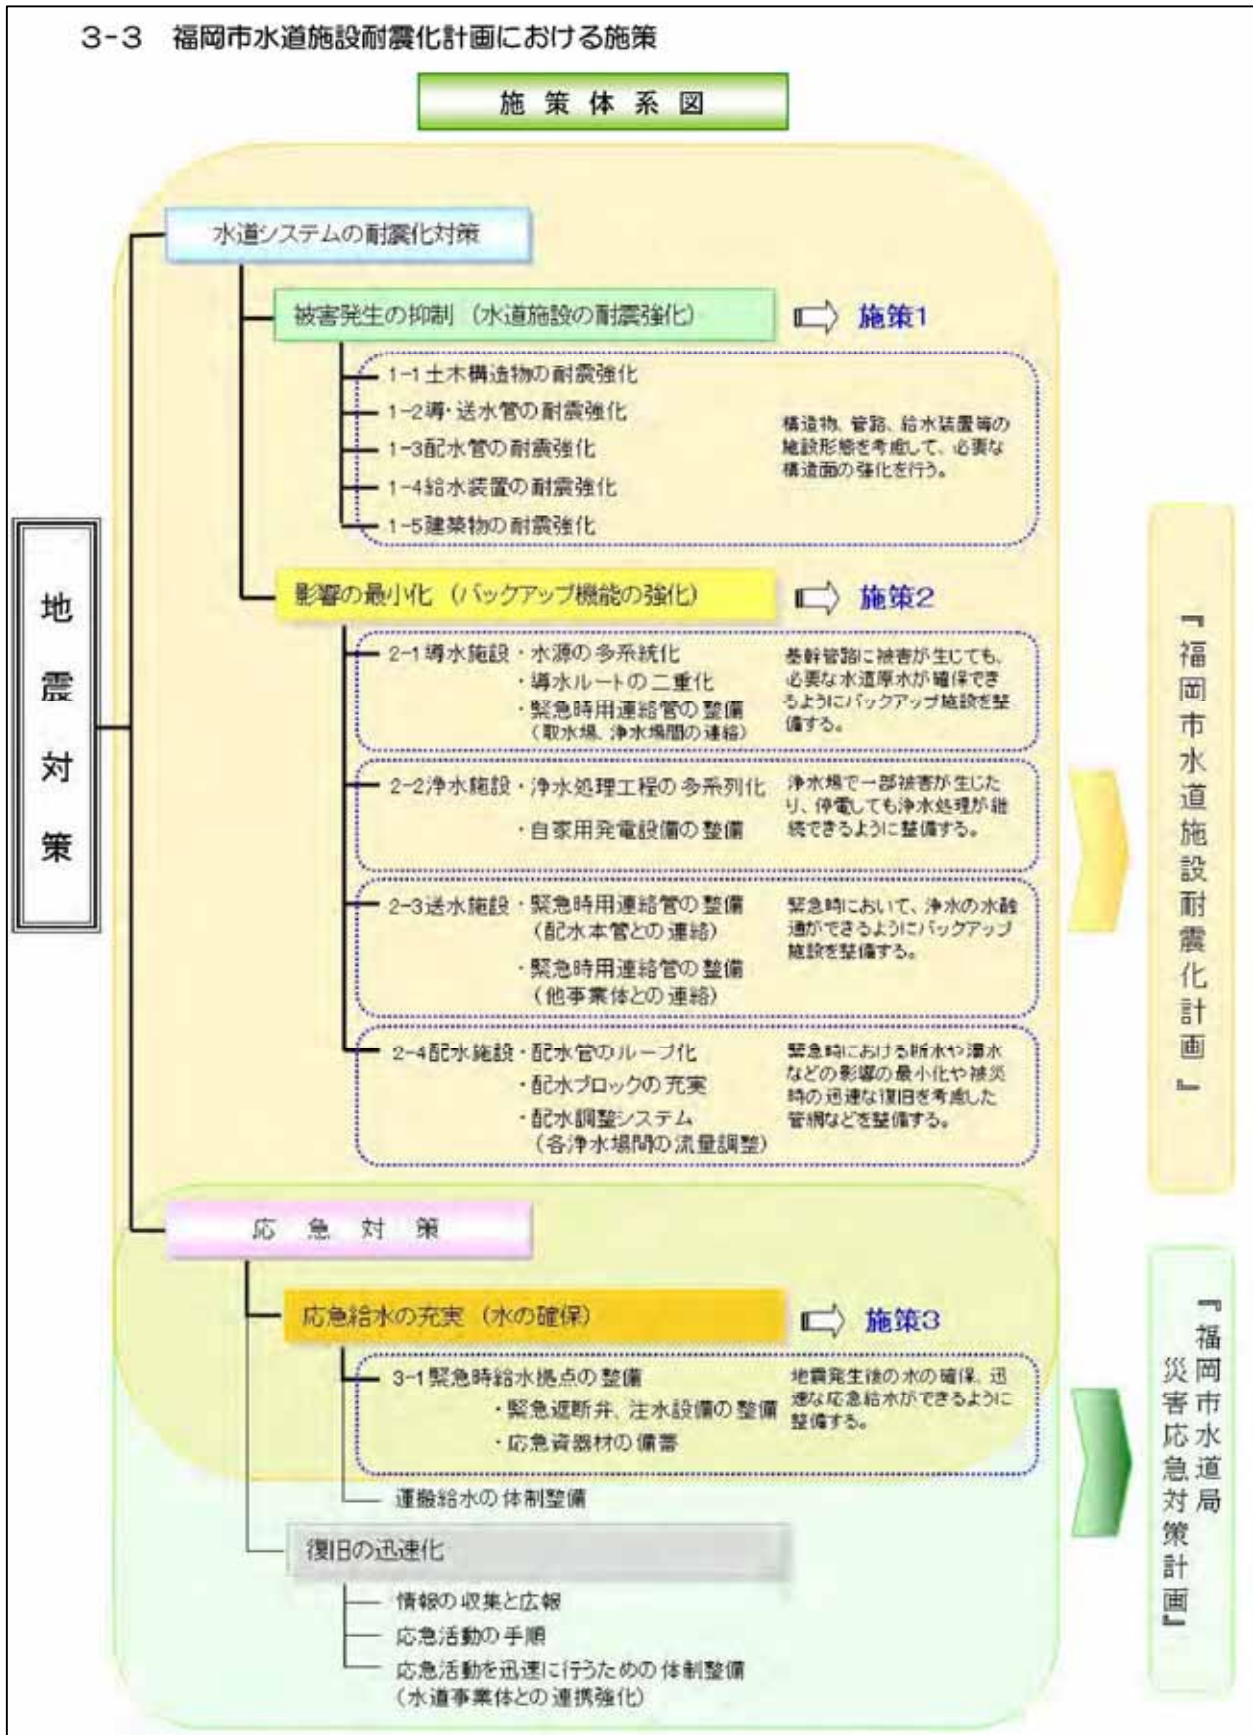 3-3 福岡市水道施設耐震化計画における施策
施策体系図
地震対策
水道システムの耐震化対策
被害発生の抑制（水道施設の耐震強化）
施策1
1-1土木構造物の耐震強化
1-2導・送水管の耐震強化
1-3配水管の耐震強化
1-4給水装置の耐震強化
1-5建築物の耐震強化
構造物、管路、給水装置等の
施設形態を考慮して、必要な
構造面の強化を行う。
影響の最小化（バックアップ機能の強化）
施策2
2-1導水施設・水源の多系統化
・導水ルートの二重化
・緊急時用連絡管の整備
（取水場、浄水場間の連絡）
基幹管路に被害が生じても、
必要な水道原水が確保でき
るようにバックアップ施設を整
備する。
2-2浄水施設・浄水処理工程の多系列化
・自家用発電設備の整備
浄水場で一部被害が生じた
り、停電しても浄水処理が継
続できるように整備する。
2-3送水施設・緊急時用連絡管の整備
（配水本管との連絡）
・緊急時用連絡管の整備
（他事業体との連絡）
緊急時において、浄水の水融
通ができるようにバックアップ
施設を整備する。
2-4配水施設・配水管のループ化
・配水ブロックの充実
・配水調整システム
（各浄水場間の流量調整）
緊急時における断水や濁水
などの影響の最小化や被災
時の迅速な復旧を考慮した
管網などを整備する。
『福岡市水道施設耐震化計画』
応急対策
応急給水の充実（水の確保）
施策3
3-1緊急時給水拠点の整備
・緊急遮断弁、注水設備の整備
・応急資器材の備蓄
地震発生後の水の確保、迅
速な応急給水ができるように
整備する。
運搬給水の体制整備
復旧の迅速化
情報の収集と広報
応急活動の手順
応急活動を迅速に行うための体制整備
（水道事業体との連携強化）
『福岡市水道局
災害応急対策計画』